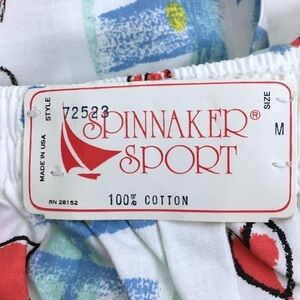 STYLE
72523
SPINNAKER®
SPORT
SIZE
M
MADE IN USA
RN 28152
100% COTTON